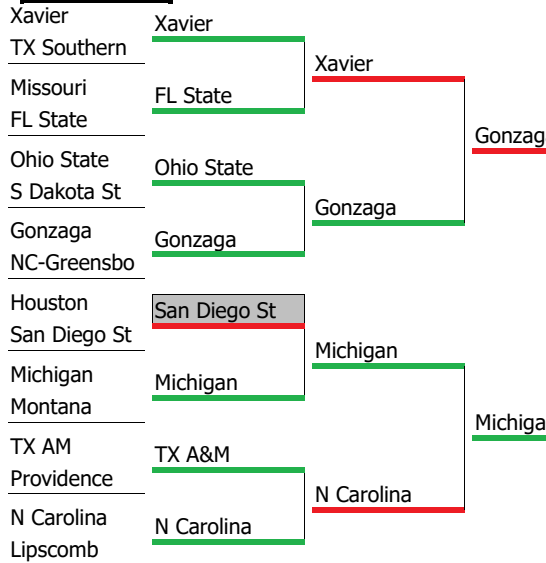 Xavier
TX Southern
Missouri
FL State
Ohio State
S Dakota St
Gonzaga
NC-Greensbo
Houston
San Diego St
Michigan
Montana
TX AM
Providence
N Carolina
Lipscomb
Xavier
FL State
Ohio State
Gonzaga
San Diego St
Michigan
TX A&M
N Carolina
Xavier
Gonzaga
Michigan
N Carolina
Gonzag
Michiga